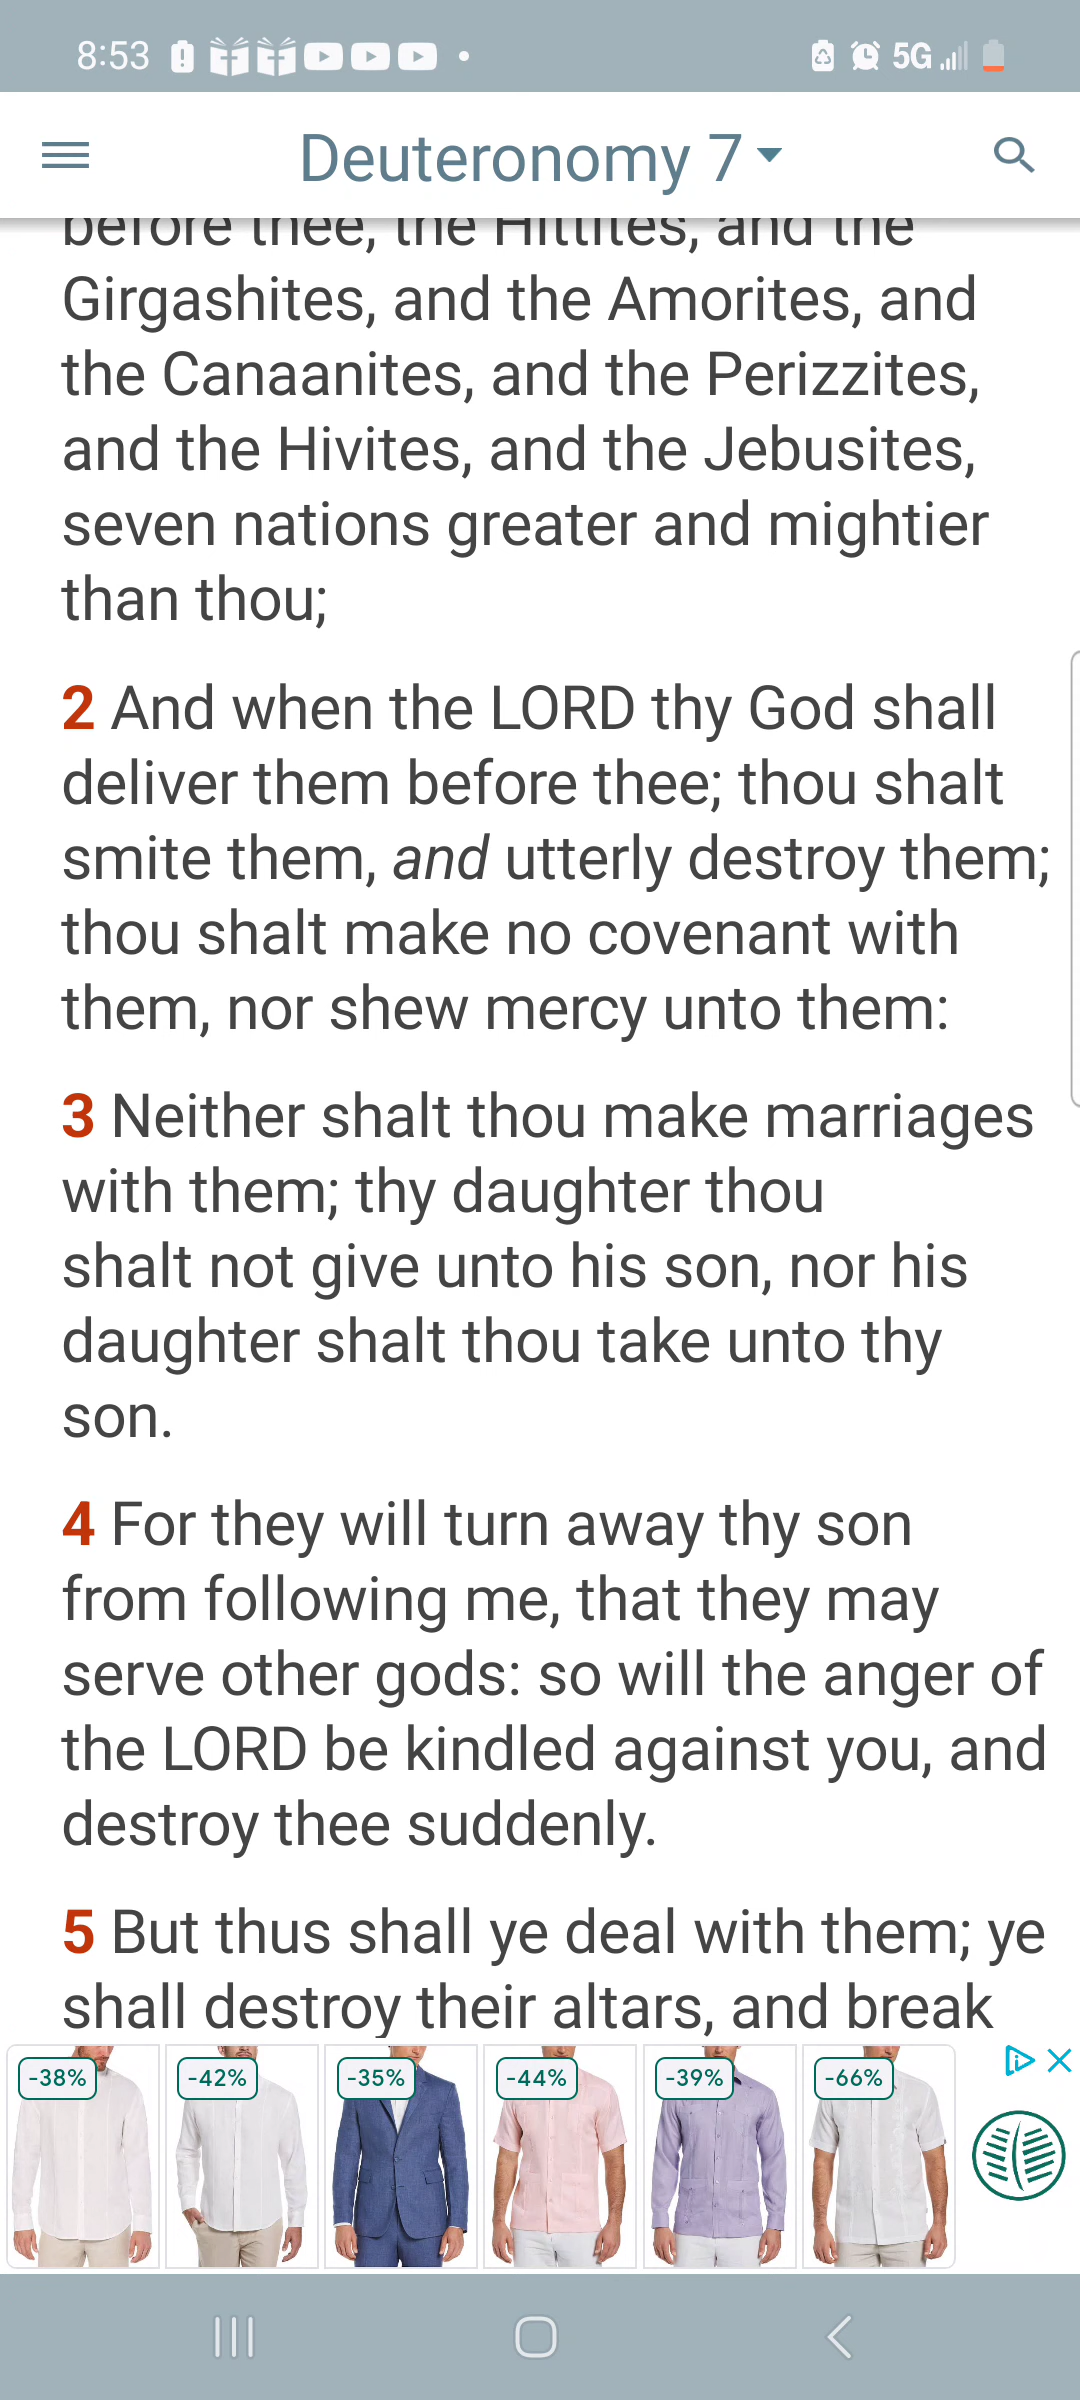 8:53
5G
Deuteronomy 7
before thee, the Hittites, and the
Girgashites, and the Amorites, and
the Canaanites, and the Perizzites,
and the Hivites, and the Jebusites,
seven nations greater and mightier
than thou;
2 And when the LORD thy God shall
deliver them before thee; thou shalt
smite them, and utterly destroy them;
thou shalt make no covenant with
them, nor shew mercy unto them:
3 Neither shalt thou make marriages
with them; thy daughter thou
shalt not give unto his son, nor his
daughter shalt thou take unto thy
son.
4 For they will turn away thy son
from following me, that they may
serve other gods: so will the anger of
the LORD be kindled against you, and
destroy thee suddenly.
5 But thus shall ye deal with them; ye
shall destroy their altars, and break
-38% -42% -35% -44% -39% -66%